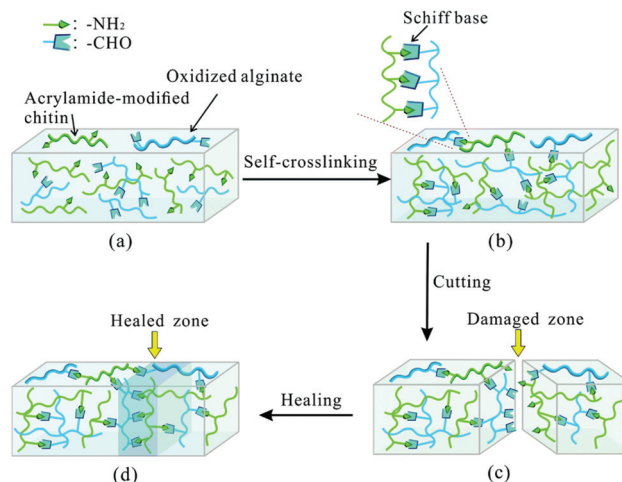 : -NH₂
: -CHO
Schiff base
Oxidized alginate
Acrylamide-modified
chitin
Self-crosslinking
(a)
(b)
Cutting
Healed zone
Damaged zone
Healing
(d)
(c)